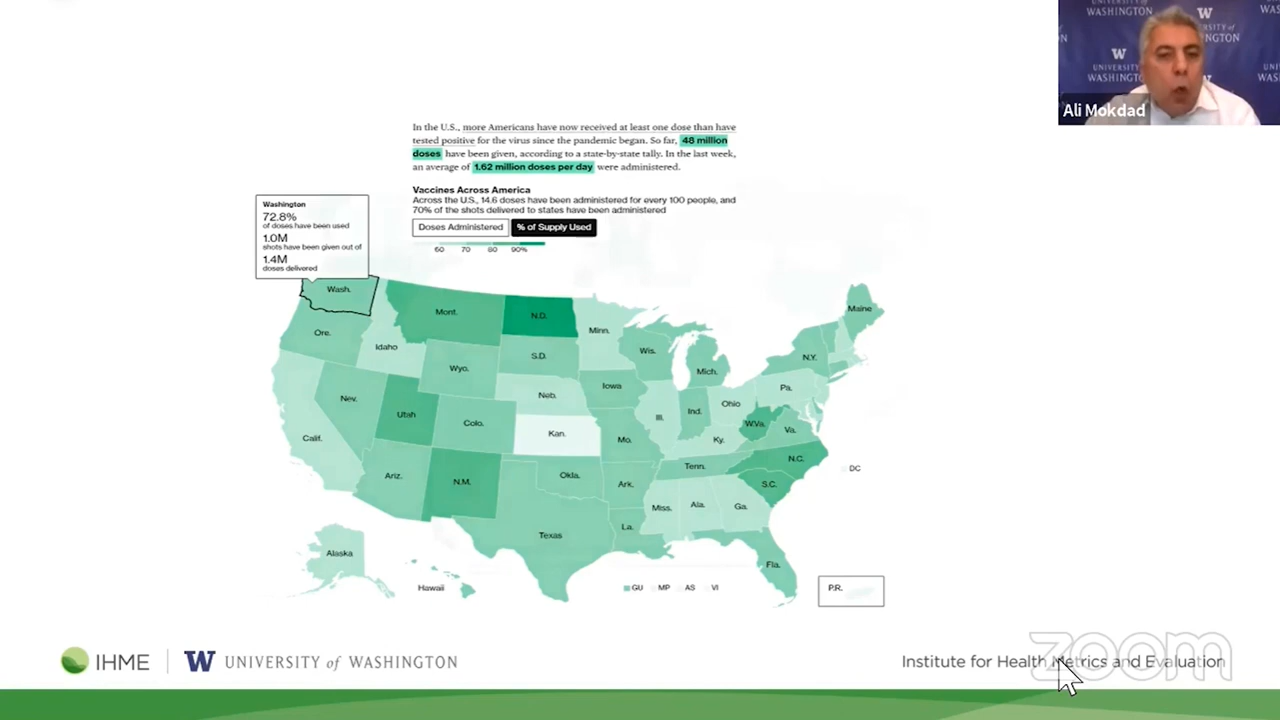 UNIVERSITY of WASHINGTON
Ali Mokdad
In the U.S., more Americans have now received at least one dose than have
tested positive for the virus since the pandemic began. So far, 48 million
doses have been given, according to a state-by-state tally. In the last week,
an average of 1.62 million doses per day were administered.
Vaccines Across America
Across the U.S., 14.6 doses have been administered for every 100 people, and
70% of the shots delivered to states have been administered
Doses Administered % of Supply Used
60 70 80 90%
Washington
72.8%
of doses have been used
1.0M
shots have been given out of
1.4M
doses delivered
Wash.
Mont.
N.D.
Minn.
Maine
Ore.
Idaho
Wyo.
S.D.
Wis.
Mich.
N.Y.
Nev.
Utah
Colo.
Neb.
Iowa
Ill.
Ind.
Ohio
Pa.
Calif.
Kan.
Mo.
Ky.
W.Va.
Va.
Ariz.
N.M.
Okla.
Ark.
Tenn.
N.C.
DC
S.C.
Texas
La.
Miss.
Ala.
Ga.
Fla.
Alaska
Hawaii
GU MP AS VI
P.R.
IHME W UNIVERSITY of WASHINGTON
Institute for Health Metrics and Evaluation
zoom